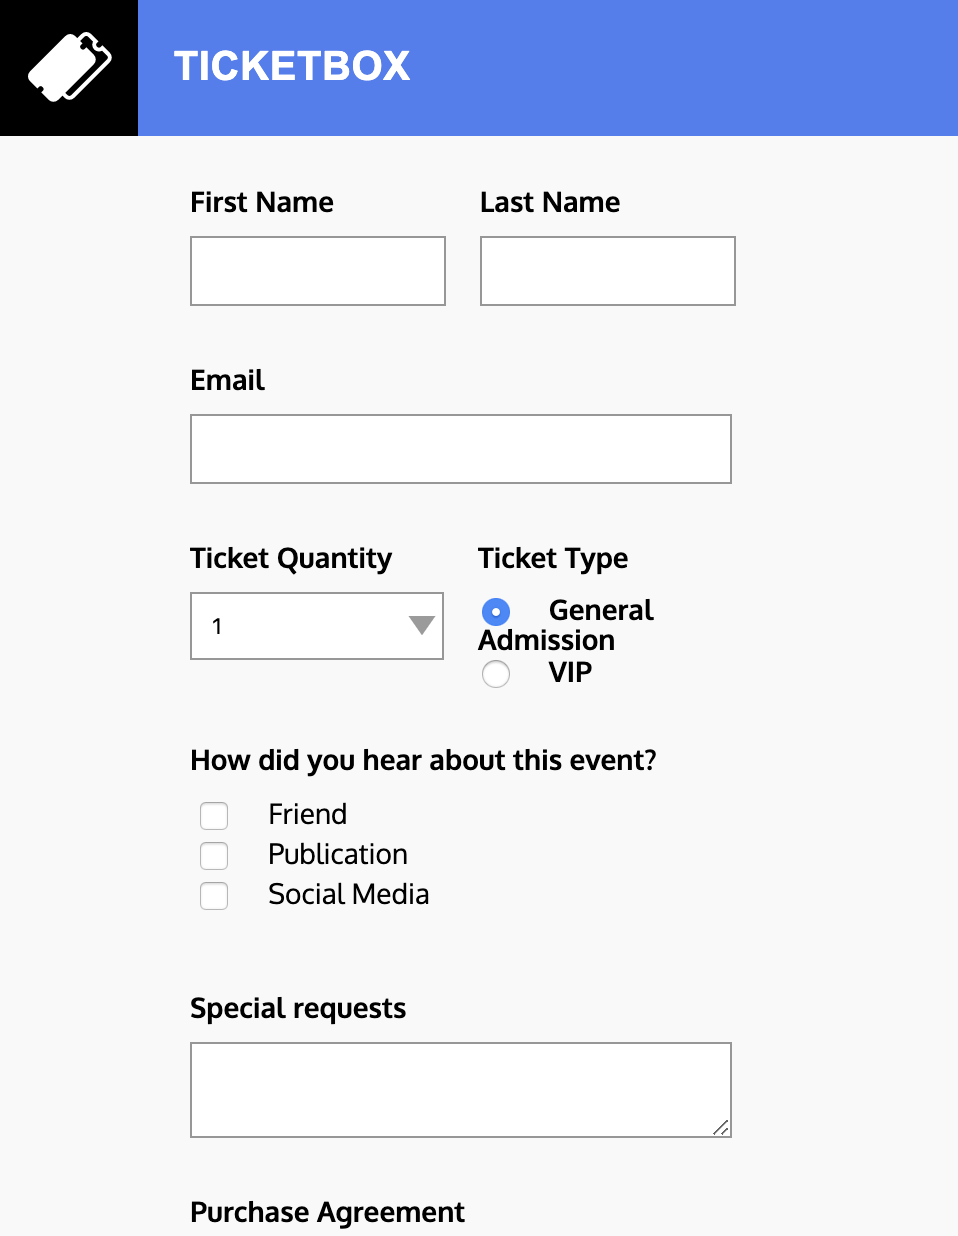 TICKETBOX
First Name
Last Name
Email
Ticket Quantity
Ticket Type
1
General
Admission
VIP
How did you hear about this event?
Friend
Publication
Social Media
Special requests
Purchase Agreement